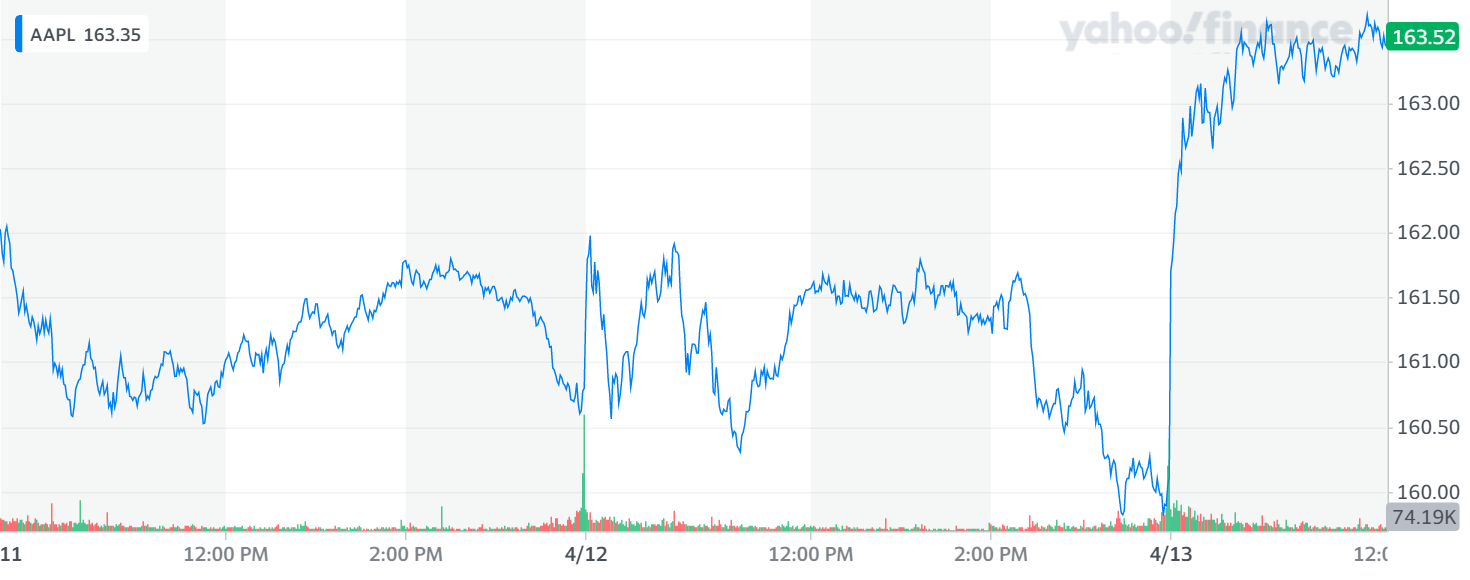 AAPL 163.35
yahoo!finance
163.52
163.00
162.50
162.00
161.50
161.00
160.50
160.00
74.19K
11
12:00 PM
2:00 PM
4/12
12:00 PM
2:00 PM
4/13